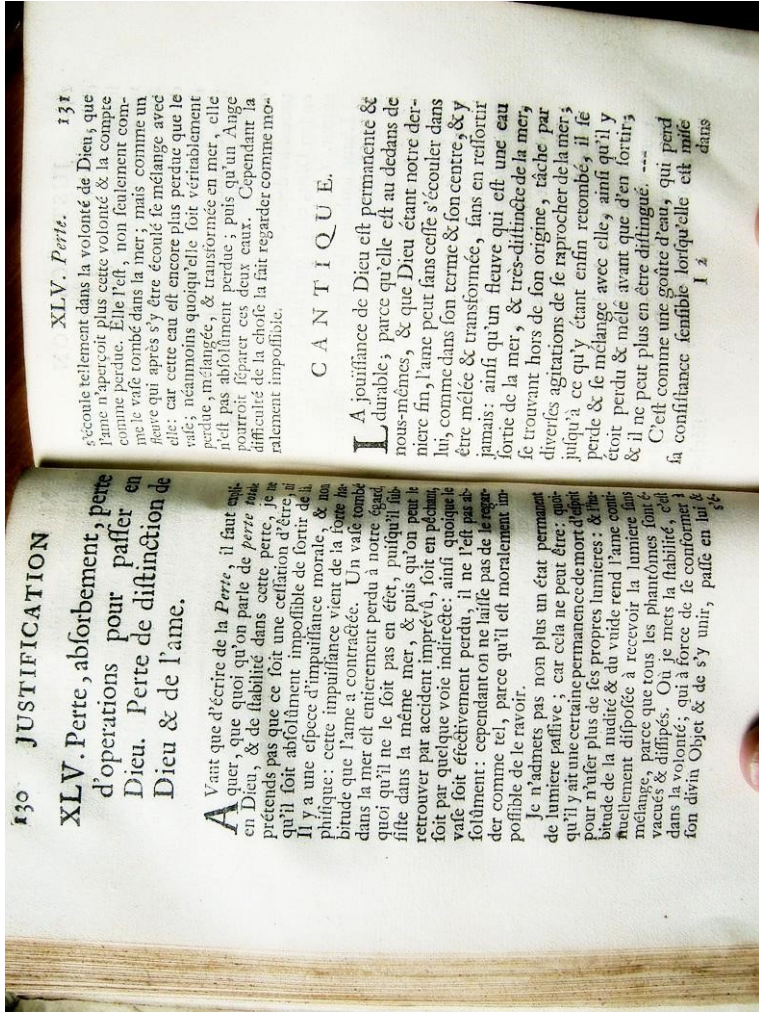 130 JUSTIFICATION
XLV. Perte, abſorbement, perte
d'operations pour paſſer en
Dieu. Perte de diſtinction de
Dieu & de l'ame.
AVant que d'écrire de la Perte, il faut expli-
quer, que quoi qu'on parle de perte totale
en Dieu, & de ſtabilité dans cette perte, je ne
prétends pas que ce ſoit une ceſſation d'être, ni
qu'il ſoit abſolûment impoſſible de ſortir de là.
Il y a une eſpece d'impuiſſance morale, & non
phiſique: cette impuiſſance vient de la forte ha-
bitude que l'ame a contractée. Un vaſe tombé
dans la mer eſt entierement perdu à notre égard,
quoi qu'il ne le ſoit pas en éfet, puiſqu'il ſub-
ſiſte dans la même mer, & puis qu'on peut le
retrouver par accident imprévû, ſoit en pêchant,
ſoit par quelque voie indirecte: ainſi quoique le
vaſe ſoit éfectivement perdu, il ne l'eſt pas ab-
ſolûment: cependant on ne laiſſe pas de le regar-
der comme tel, parce qu'il eſt moralement im-
poſſible de le ravoir.
Je n'admets pas non plus un état permanent
de lumiere paſſive; car cela ne peut être: quoi-
qu'il y ait une certaine permanence de mort d'eſprit
pour n'uſer plus de ſes propres lumieres: & l'ha-
bitude de la nudité & du vuide rend l'ame conti-
nuellement diſpoſée à recevoir la lumiere ſans
mélange, parce que tous les phantômes ſont é-
vacués & diſſipés. Où je mets la ſtabilité, c'eſt
dans la volonté; qui à force de ſe conformer à
ſon divin Objet & de s'y unir, paſſe en lui &
s'é-
XLV. Perte. 131
s'écoule tellement dans la volonté de Dieu, que
l'ame n'aperçoit plus cette volonté & la compte
comme perdue. Elle l'eſt, non ſeulement com-
me le vaſe tombé dans la mer; mais comme un
fleuve qui après s'y être écoulé ſe mélange avec
elle: car cette eau eſt encore plus perdue que le
vaſe; néanmoins quoiqu'elle ſoit véritablement
perdue, mélangée, & transformée en mer, elle
n'eſt pas abſolûment perdue; puis qu'un Ange
pourroit ſéparer ces deux eaux. Cependant la
difficulté de la choſe la fait regarder comme mo-
ralement impoſſible.
CANTIQUE.
LA jouiſſance de Dieu eſt permanente &
durable; parce qu'elle eſt au dedans de
nous-mêmes, & que Dieu étant notre der-
niere fin, l'ame peut ſans ceſſe s'écouler dans
lui, comme dans ſon terme & ſon centre, & y
être mêlée & transformée, ſans en reſſortir
jamais: ainſi qu'un fleuve qui eſt une eau
ſortie de la mer, & très-diſtincte de la mer,
ſe trouvant hors de ſon origine, tâche par
diverſes agitations de ſe raprocher de la mer;
juſqu'à ce qu'y étant enfin retombé, il ſe
perde & ſe mélange avec elle, ainſi qu'il y
étoit perdu & mêlé avant que d'en ſortir;
& il ne peut plus en être diſtingué. ---
C'eſt comme une goûte d'eau, qui perd
ſa conſiſtance ſenſible lorſqu'elle eſt miſe
I 2 dans